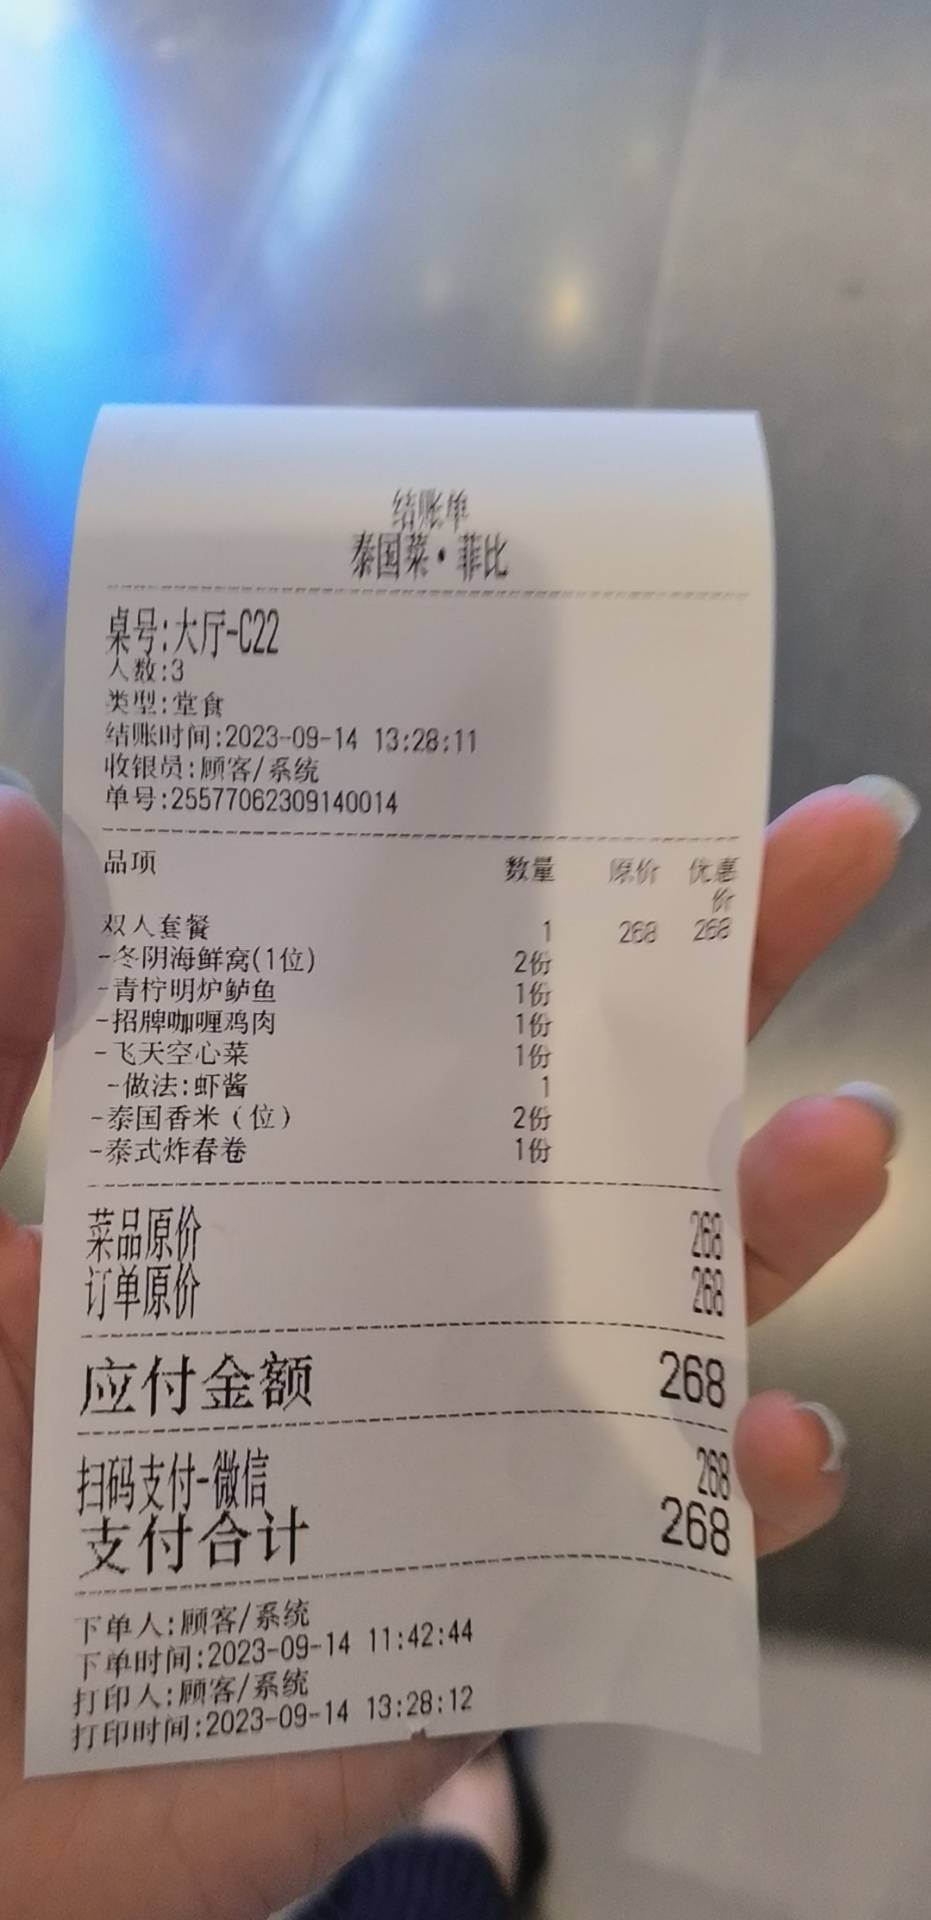 结账单
泰国菜·菲比
桌号:大厅-C22
人数:3
类型:堂食
结账时间:2023-09-14 13:28:11
收银员:顾客/系统
单号:25577062309140014
品项 数量 原价 优惠价
双人套餐 1 268 268
-冬阴海鲜窝(1位) 2份
-青柠明炉鲈鱼 1份
-招牌咖喱鸡肉 1份
-飞天空心菜 1份
-做法:虾酱 1
-泰国香米（位） 2份
-泰式炸春卷 1份
菜品原价 268
订单原价 268
应付金额 268
扫码支付-微信 268
支付合计 268
下单人:顾客/系统
下单时间:2023-09-14 11:42:44
打印人:顾客/系统
打印时间:2023-09-14 13:28:12